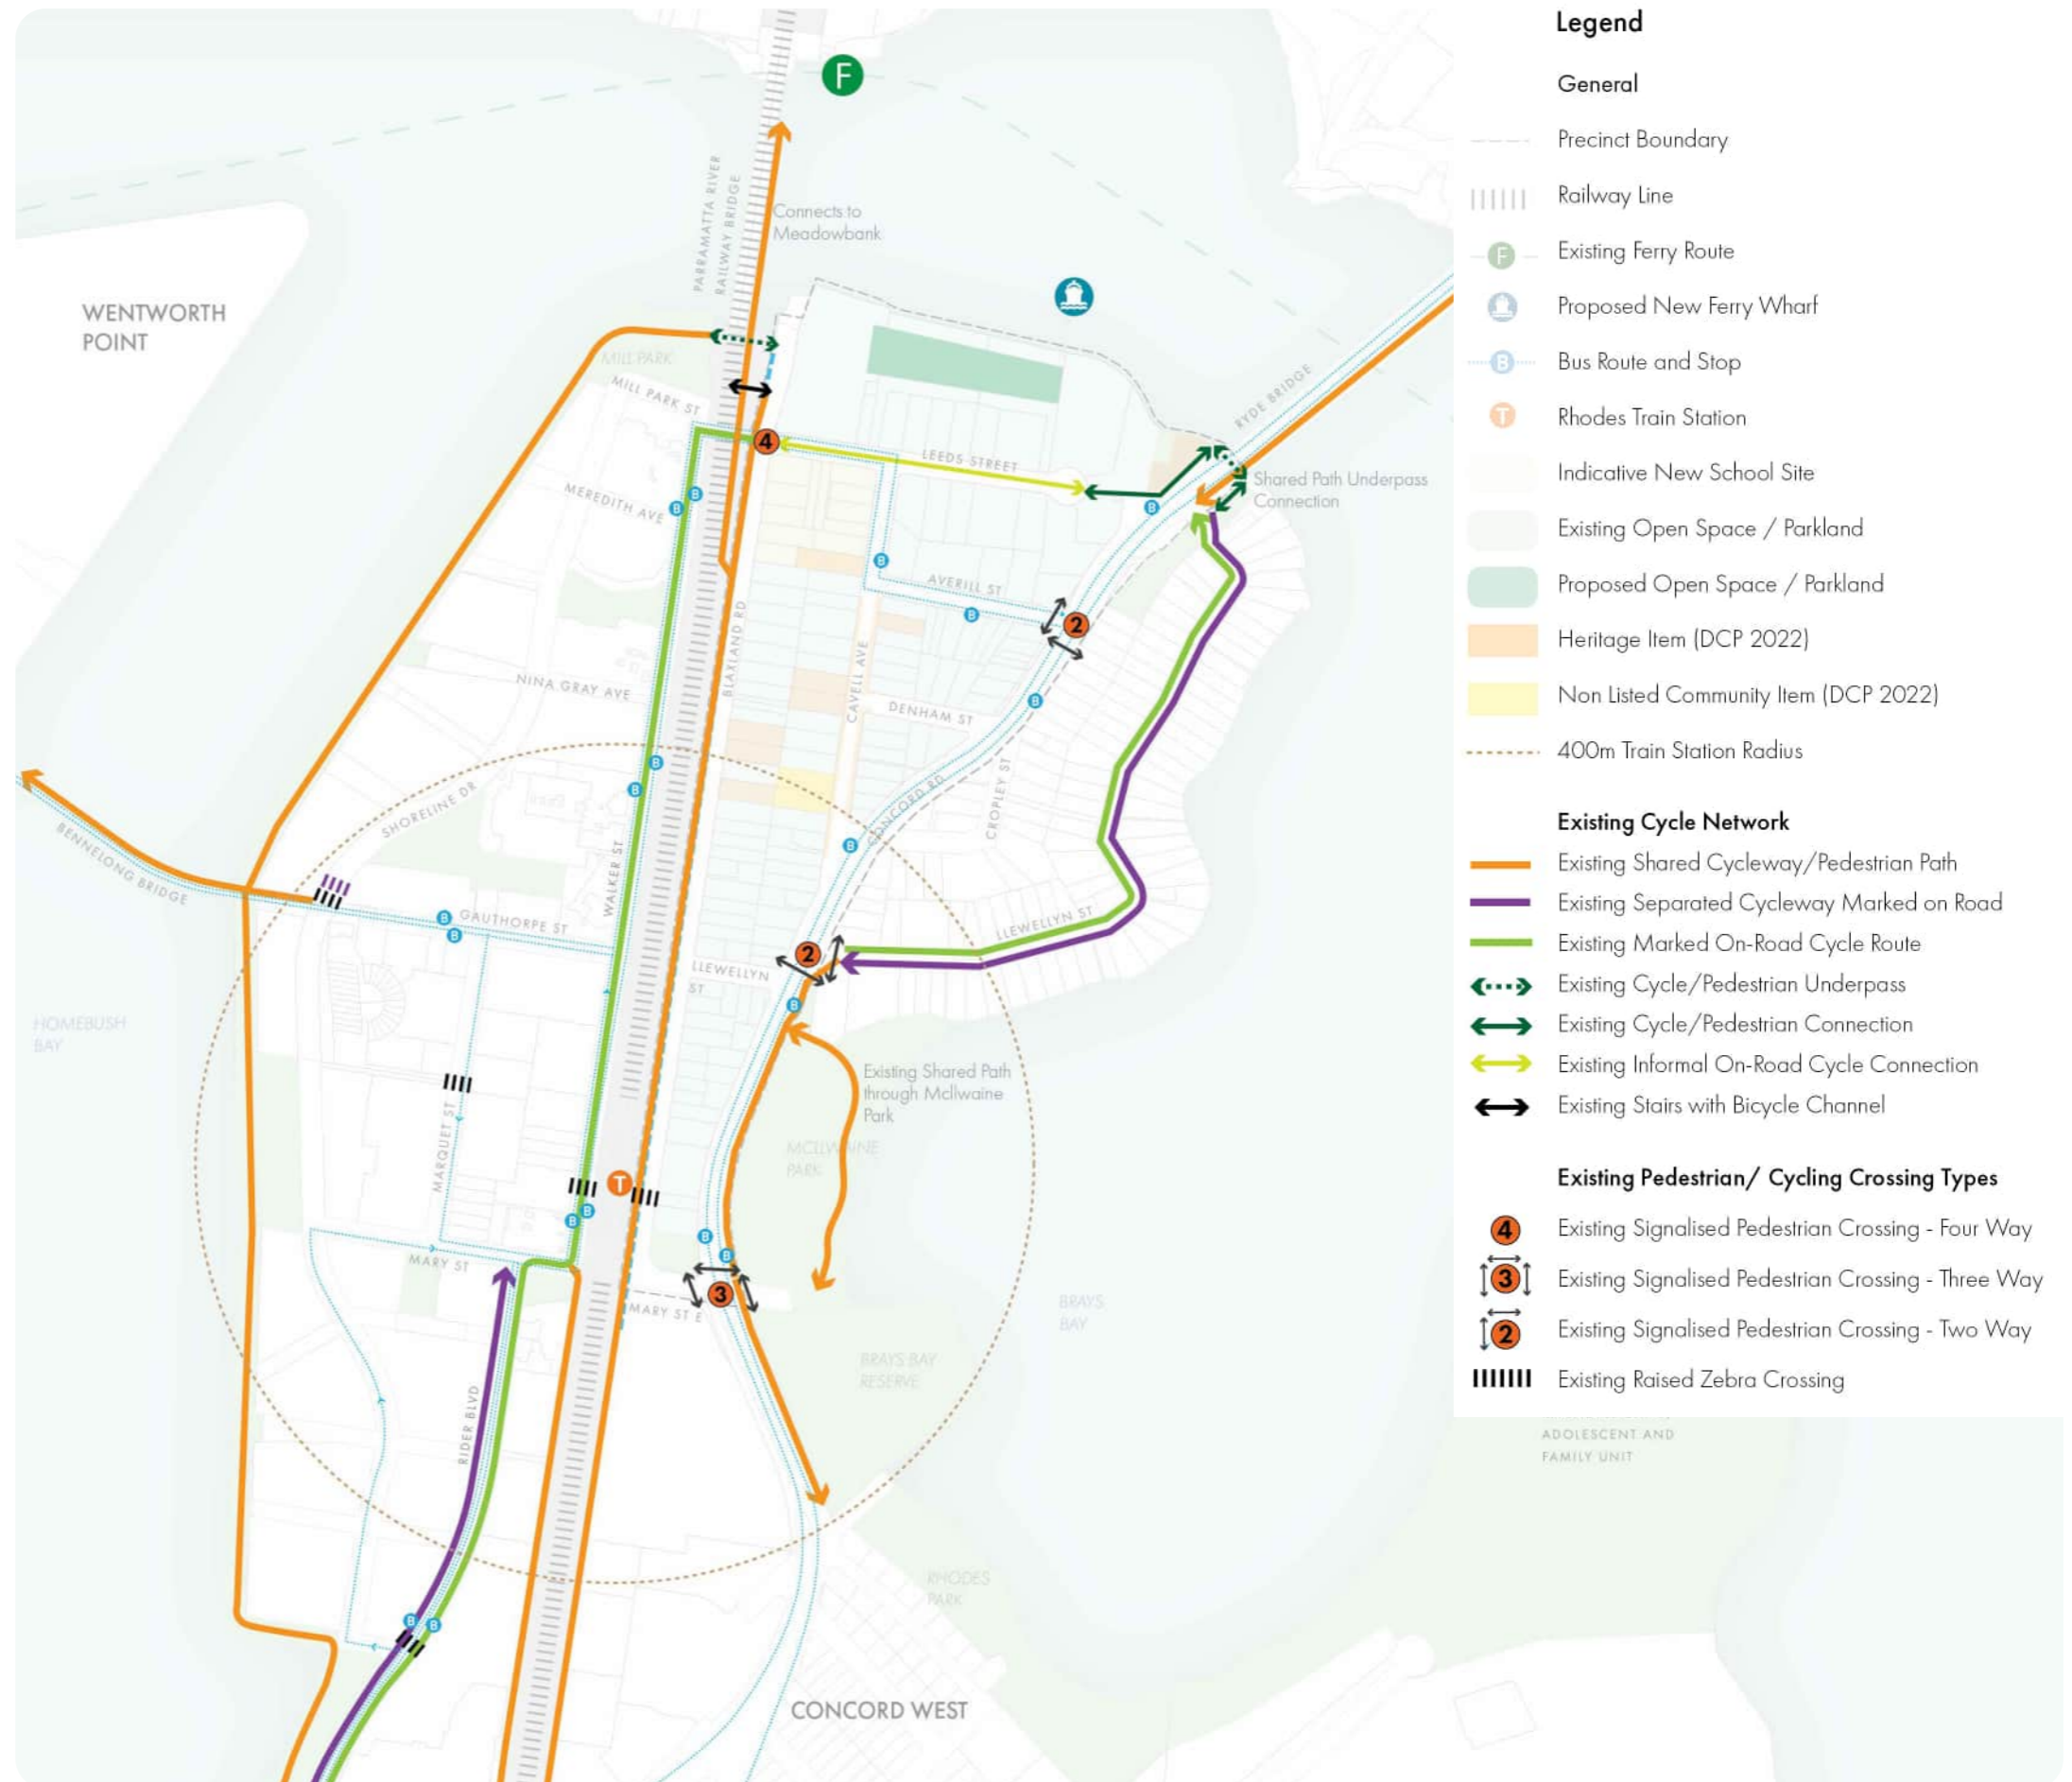 F
PARRAMATTA RIVER
RAILWAY BRIDGE
Connects to
Meadowbank
WENTWORTH
POINT
MILL PARK
MILL PARK ST
RYDE BRIDGE
4
LEEDS STREET
Shared Path Underpass
Connection
MEREDITH AVE
B
B
B
B
AVERILL ST
B
2
BLAXLAND RD
NINA GRAY AVE
CAVELL AVE
DENHAM ST
B
B
B
SHORELINE DR
CONCORD RD
CROPLEY ST
B
BENNELONG BRIDGE
WALKER ST
B
GAUTHORPE ST
B
LLEWELLYN ST
2
LLEWELLYN
ST
B
HOMEBUSH
BAY
Existing Shared Path
through McIlwaine
Park
MARQUET ST
MCILWAINE
PARK
T
B
B
B
B
MARY ST
3
MARY ST E
BRAYS
BAY
BRAYS BAY
RESERVE
RIDER BLVD
RHODES
PARK
B
B
CONCORD WEST
Legend
General
Precinct Boundary
Railway Line
F
Existing Ferry Route
Proposed New Ferry Wharf
B
Bus Route and Stop
T
Rhodes Train Station
Indicative New School Site
Existing Open Space / Parkland
Proposed Open Space / Parkland
Heritage Item (DCP 2022)
Non Listed Community Item (DCP 2022)
400m Train Station Radius
Existing Cycle Network
Existing Shared Cycleway/Pedestrian Path
Existing Separated Cycleway Marked on Road
Existing Marked On-Road Cycle Route
Existing Cycle/Pedestrian Underpass
Existing Cycle/Pedestrian Connection
Existing Informal On-Road Cycle Connection
Existing Stairs with Bicycle Channel
Existing Pedestrian/ Cycling Crossing Types
4
Existing Signalised Pedestrian Crossing - Four Way
3
Existing Signalised Pedestrian Crossing - Three Way
2
Existing Signalised Pedestrian Crossing - Two Way
Existing Raised Zebra Crossing
ADOLESCENT AND
FAMILY UNIT